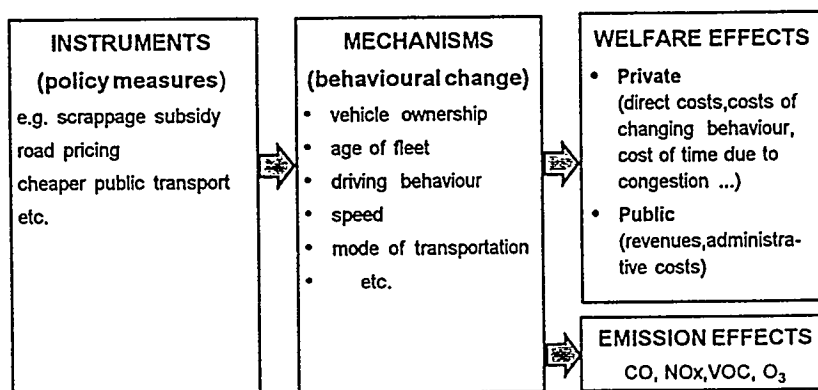 INSTRUMENTS
(policy measures)
e.g. scrappage subsidy
road pricing
cheaper public transport
etc.
MECHANISMS
(behavioural change)
• vehicle ownership
• age of fleet
• driving behaviour
• speed
• mode of transportation
• etc.
WELFARE EFFECTS
• Private
(direct costs,costs of
changing behaviour,
cost of time due to
congestion ...)
• Public
(revenues,administra-
tive costs)
EMISSION EFFECTS
CO, NOx,VOC, O₃